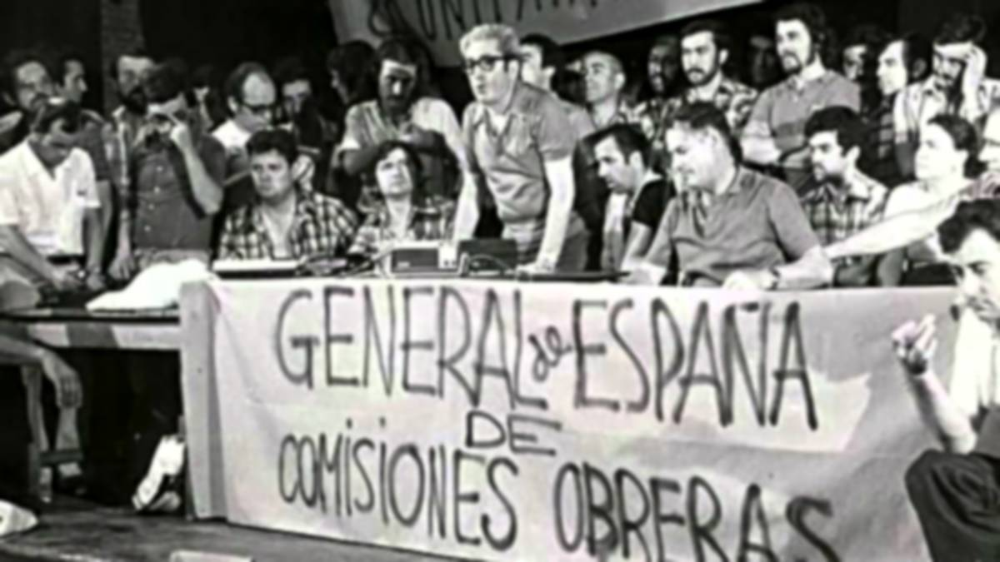 GENERAL de ESPAÑA
DE
COMISIONES OBRERAS